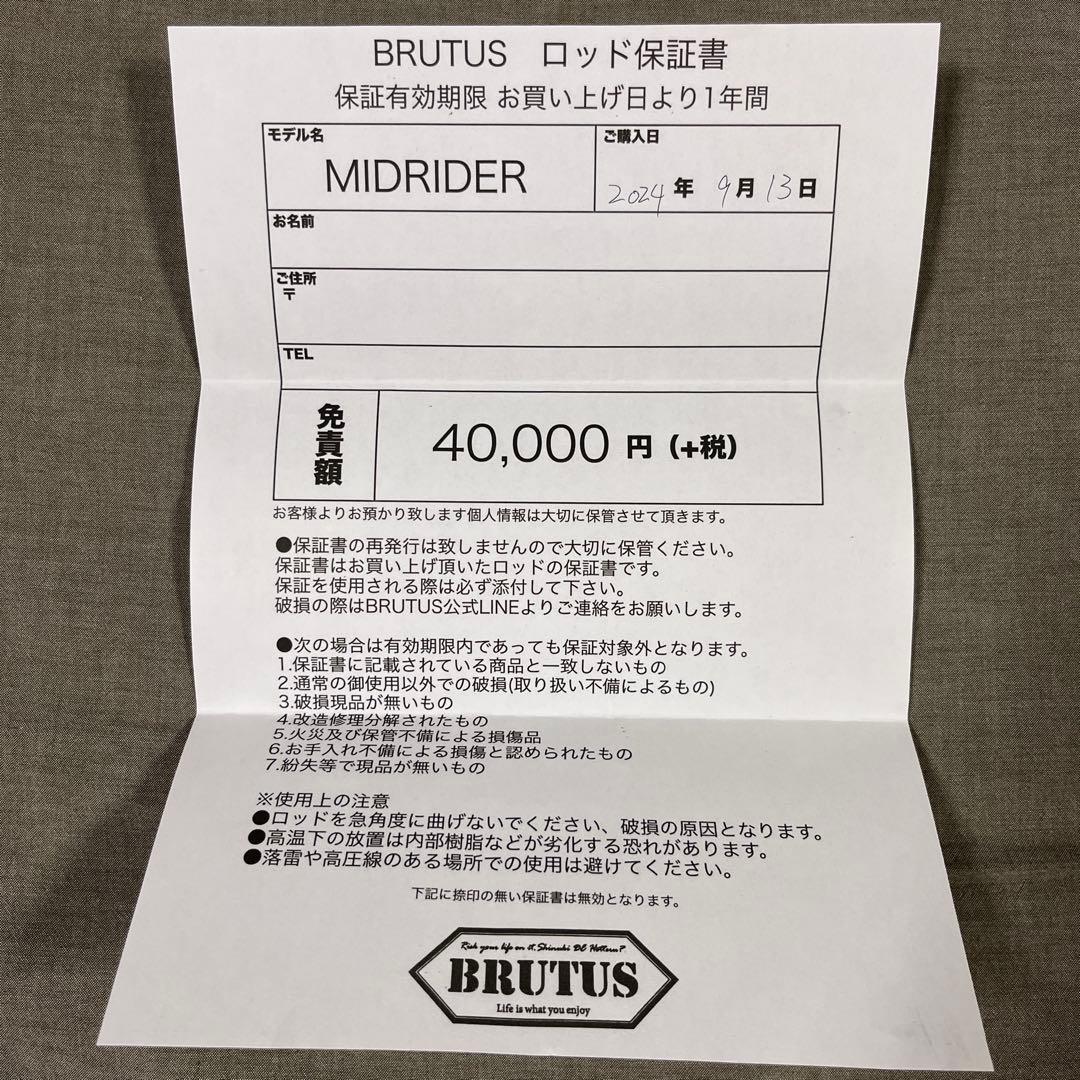 BRUTUS　ロッド保証書
保証有効期限 お買い上げ日より1年間
モデル名
MIDRIDER
ご購入日
2024 年 9 月 13 日
お名前
ご住所
〒
TEL
免責額
40,000 円（+税）
お客様よりお預かり致します個人情報は大切に保管させて頂きます。
●保証書の再発行は致しませんので大切に保管ください。
保証書はお買い上げ頂いたロッドの保証書です。
保証を使用される際は必ず添付して下さい。
破損の際はBRUTUS公式LINEよりご連絡をお願いします。
●次の場合は有効期限内であっても保証対象外となります。
1.保証書に記載されている商品と一致しないもの
2.通常の御使用以外での破損(取り扱い不備によるもの)
3.破損現品が無いもの
4.改造修理分解されたもの
5.火災及び保管不備による損傷品
6.お手入れ不備による損傷と認められたもの
7.紛失等で現品が無いもの
※使用上の注意
●ロッドを急角度に曲げないでください、破損の原因となります。
●高温下の放置は内部樹脂などが劣化する恐れがあります。
●落雷や高圧線のある場所での使用は避けてください。
下記に捺印の無い保証書は無効となります。
Risk your life on it. Shinuki DE Hotteru?
BRUTUS
Life is what you enjoy